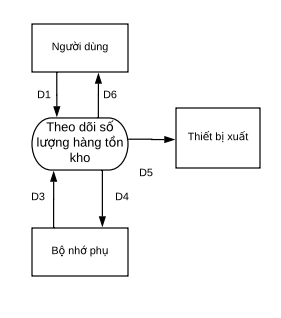 Người dùng
D1
D6
Theo dõi số
lượng hàng tồn
kho
Thiết bị xuất
D5
D3
D4
Bộ nhớ phụ